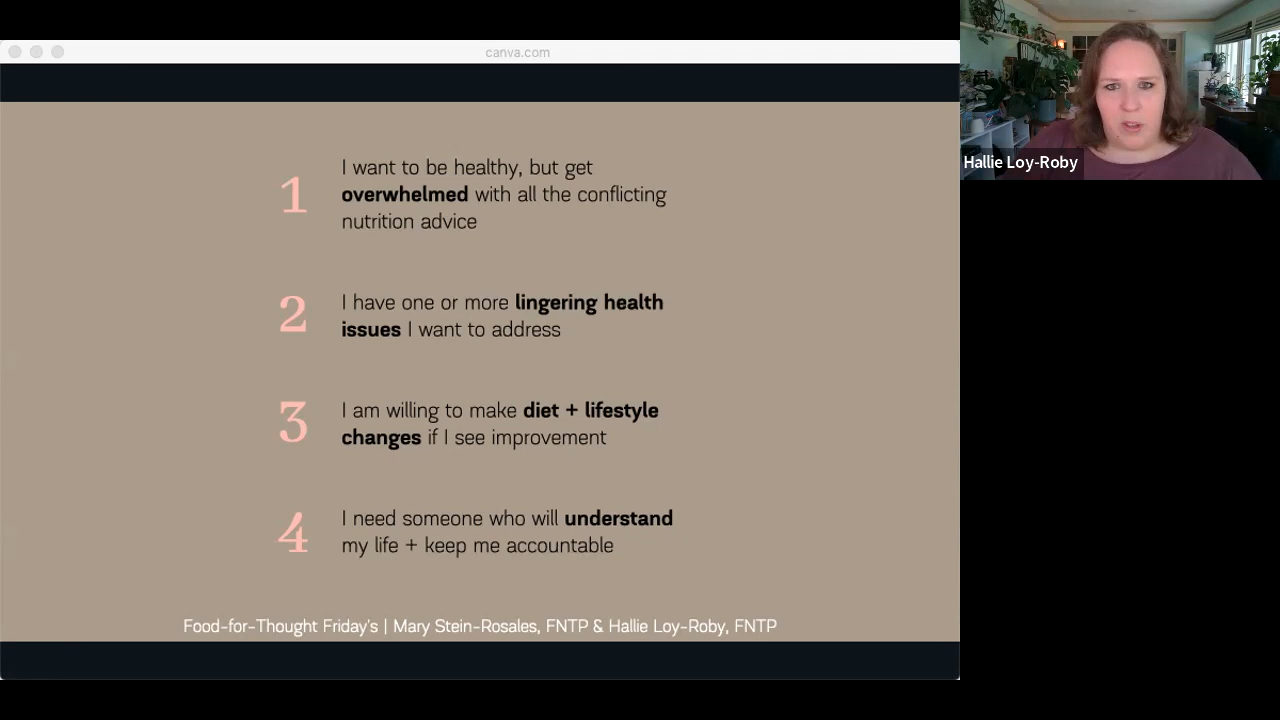 canva.com
1
I want to be healthy, but get
overwhelmed with all the conflicting
nutrition advice
2
I have one or more lingering health
issues I want to address
3
I am willing to make diet + lifestyle
changes if I see improvement
4
I need someone who will understand
my life + keep me accountable
Food-for-Thought Friday's | Mary Stein-Rosales, FNTP & Hallie Loy-Roby, FNTP
Hallie Loy-Roby